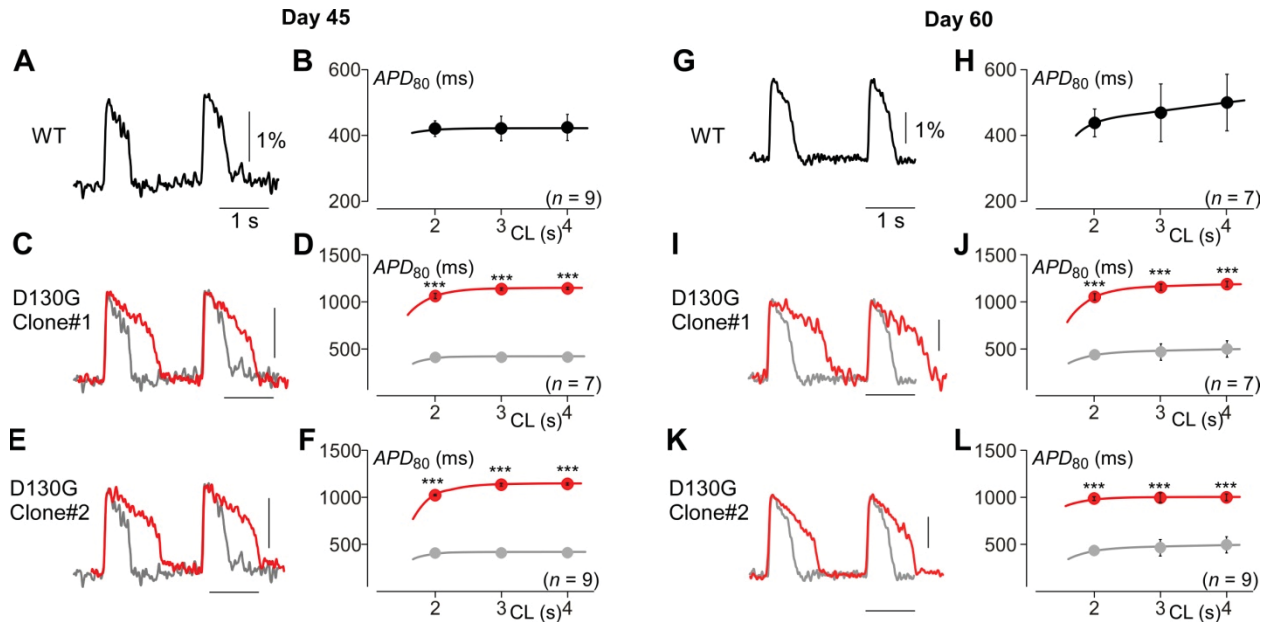 Day 45
Day 60
A
WT
1%
1 s
B
600
400
200
APD80 (ms)
2
3
4
CL (s)
(n = 9)
C
D130G
Clone#1
D
1500
1000
500
APD80 (ms)
***
***
***
2
3
4
CL (s)
(n = 7)
E
D130G
Clone#2
F
1500
1000
500
APD80 (ms)
***
***
***
2
3
4
CL (s)
(n = 9)
G
WT
1%
1 s
H
600
400
200
APD80 (ms)
2
3
4
CL (s)
(n = 7)
I
D130G
Clone#1
J
1500
1000
500
APD80 (ms)
***
***
***
2
3
4
CL (s)
(n = 7)
K
D130G
Clone#2
L
1500
1000
500
APD80 (ms)
***
***
***
2
3
4
CL (s)
(n = 9)